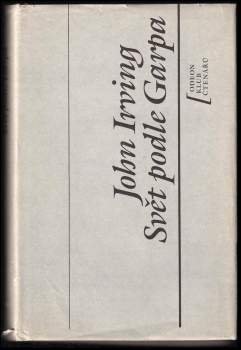 John Irving
Svět podle Garpa
ODEON
KLUB
ČTENÁŘŮ